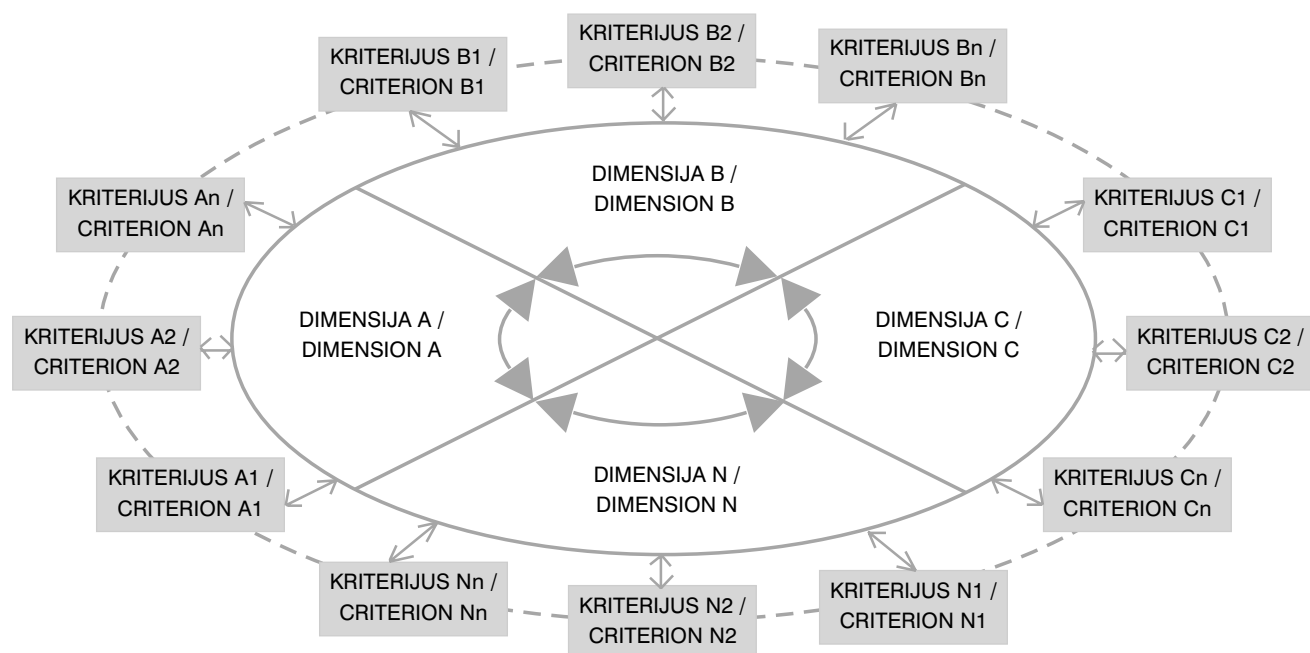 KRITERIJUS B2 /
CRITERION B2
KRITERIJUS B1 /
CRITERION B1
KRITERIJUS Bn /
CRITERION Bn
DIMENSIJA B /
DIMENSION B
KRITERIJUS An /
CRITERION An
KRITERIJUS C1 /
CRITERION C1
DIMENSIJA A /
DIMENSION A
DIMENSIJA C /
DIMENSION C
KRITERIJUS A2 /
CRITERION A2
KRITERIJUS C2 /
CRITERION C2
KRITERIJUS A1 /
CRITERION A1
DIMENSIJA N /
DIMENSION N
KRITERIJUS Cn /
CRITERION Cn
KRITERIJUS Nn /
CRITERION Nn
KRITERIJUS N2 /
CRITERION N2
KRITERIJUS N1 /
CRITERION N1